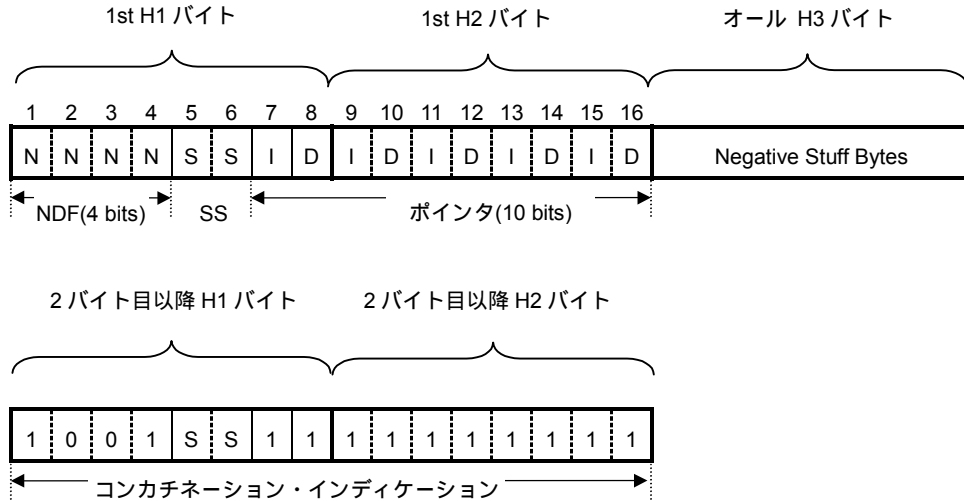 1st H1 バイト 1st H2 バイト オール H3 バイト
1 2 3 4 5 6 7 8 9 10 11 12 13 14 15 16
N N N N S S I D I D I D I D I D Negative Stuff Bytes
NDF(4 bits) SS ポインタ(10 bits)
2 バイト目以降 H1 バイト 2 バイト目以降 H2 バイト
1 0 0 1 S S 1 1 1 1 1 1 1 1 1 1
コンカチネーション・インディケーション